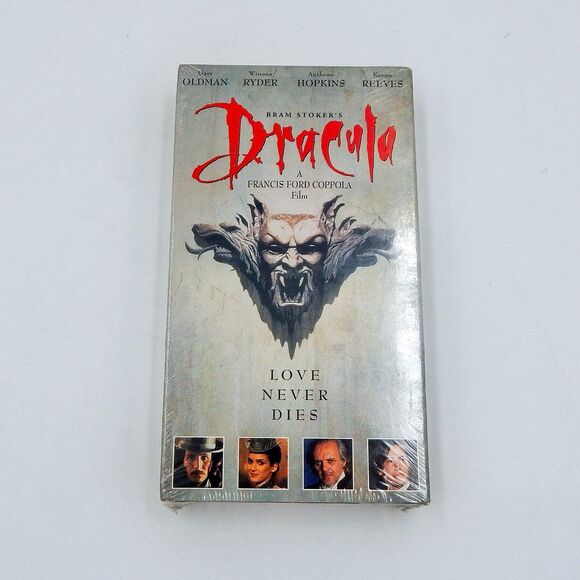 Gary Winona Anthony Keanu
OLDMAN RYDER HOPKINS REEVES
BRAM STOKER'S
Dracula
A
FRANCIS FORD COPPOLA
Film
LOVE
NEVER
DIES